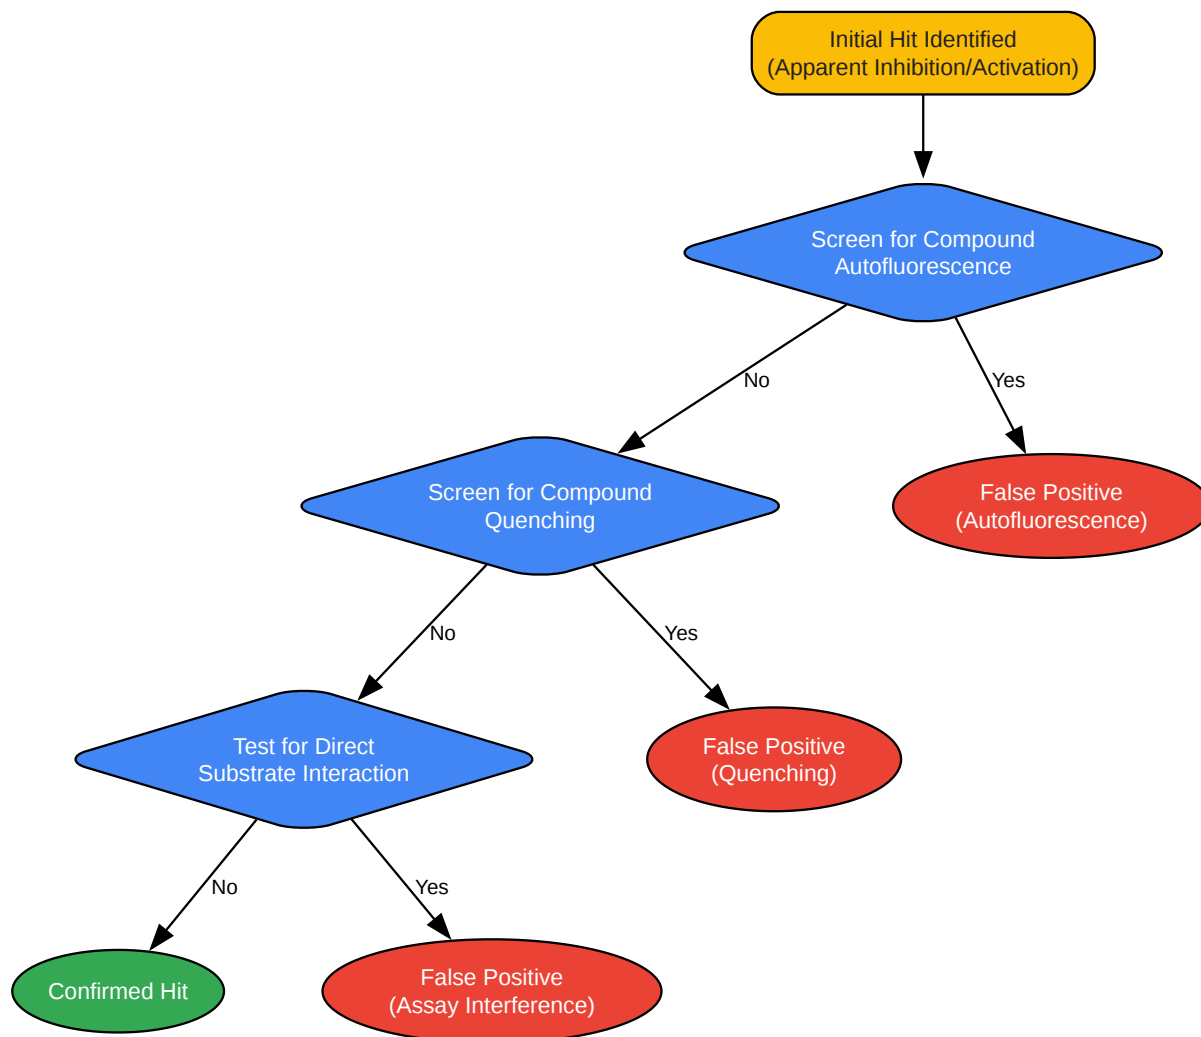 Initial Hit Identified
(Apparent Inhibition/Activation)
Screen for Compound
Autofluorescence
No
Yes
Screen for Compound
Quenching
False Positive
(Autofluorescence)
No
Yes
Test for Direct
Substrate Interaction
False Positive
(Quenching)
No
Yes
Confirmed Hit
False Positive
(Assay Interference)